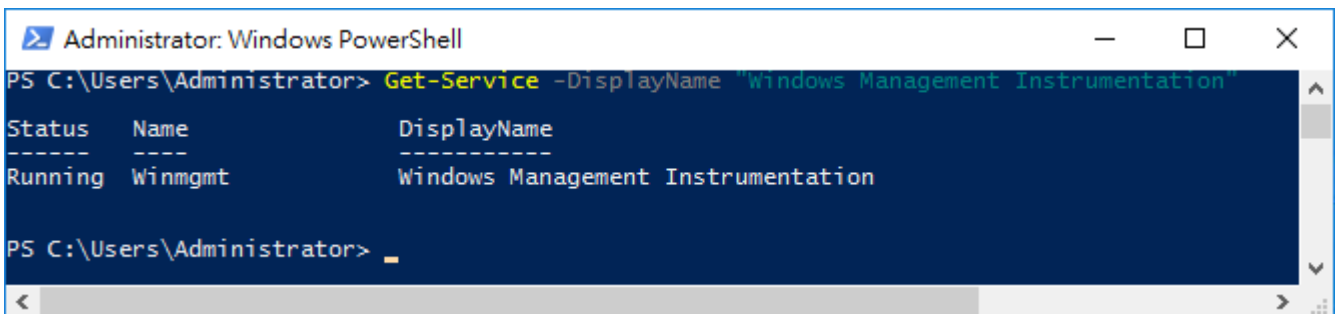 Administrator: Windows PowerShell
PS C:\Users\Administrator> Get-Service -DisplayName "Windows Management Instrumentation"
Status   Name               DisplayName
------   ----               -----------
Running  Winmgmt            Windows Management Instrumentation
PS C:\Users\Administrator> _